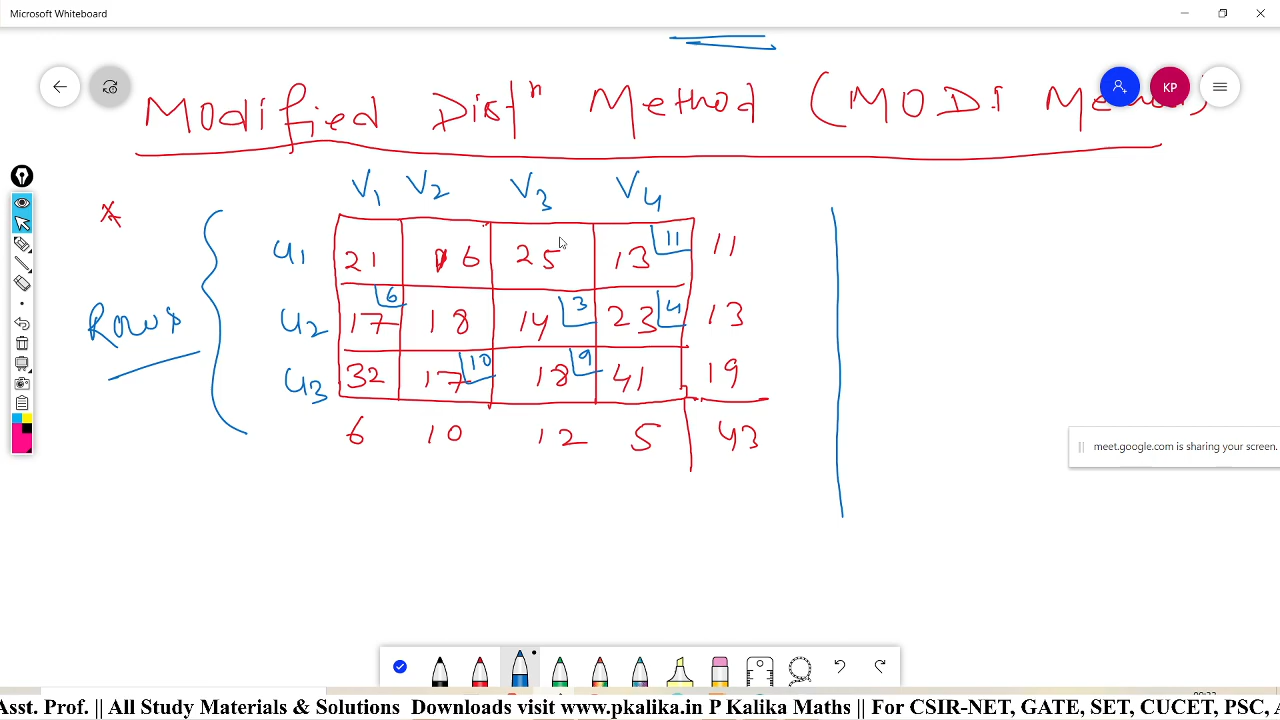 Microsoft Whiteboard
Modified Distⁿ Method (MODI Method)
KP
V1 V2 V3 V4
u1 21 16 25 13 11 11
u2 17 6 18 14 3 23 4 13
u3 32 17 10 18 9 41 19
Rows
6 10 12 5 43
meet.google.com is sharing your screen.
Asst. Prof. || All Study Materials & Solutions Downloads visit www.pkalika.in P Kalika Maths || For CSIR-NET, GATE, SET, CUCET, PSC,